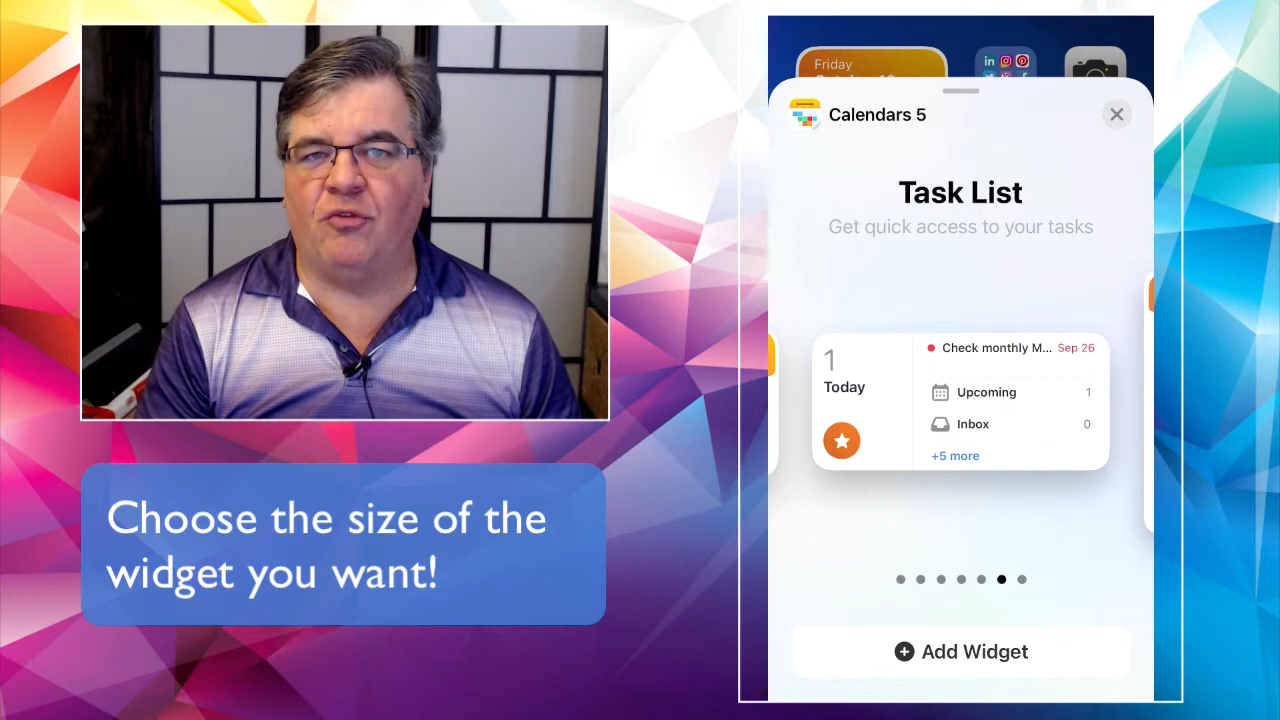 Choose the size of the
widget you want!
Friday
in
Calendars 5
Task List
Get quick access to your tasks
1
Today
Check monthly M... Sep 26
Upcoming 1
Inbox 0
+5 more
Add Widget